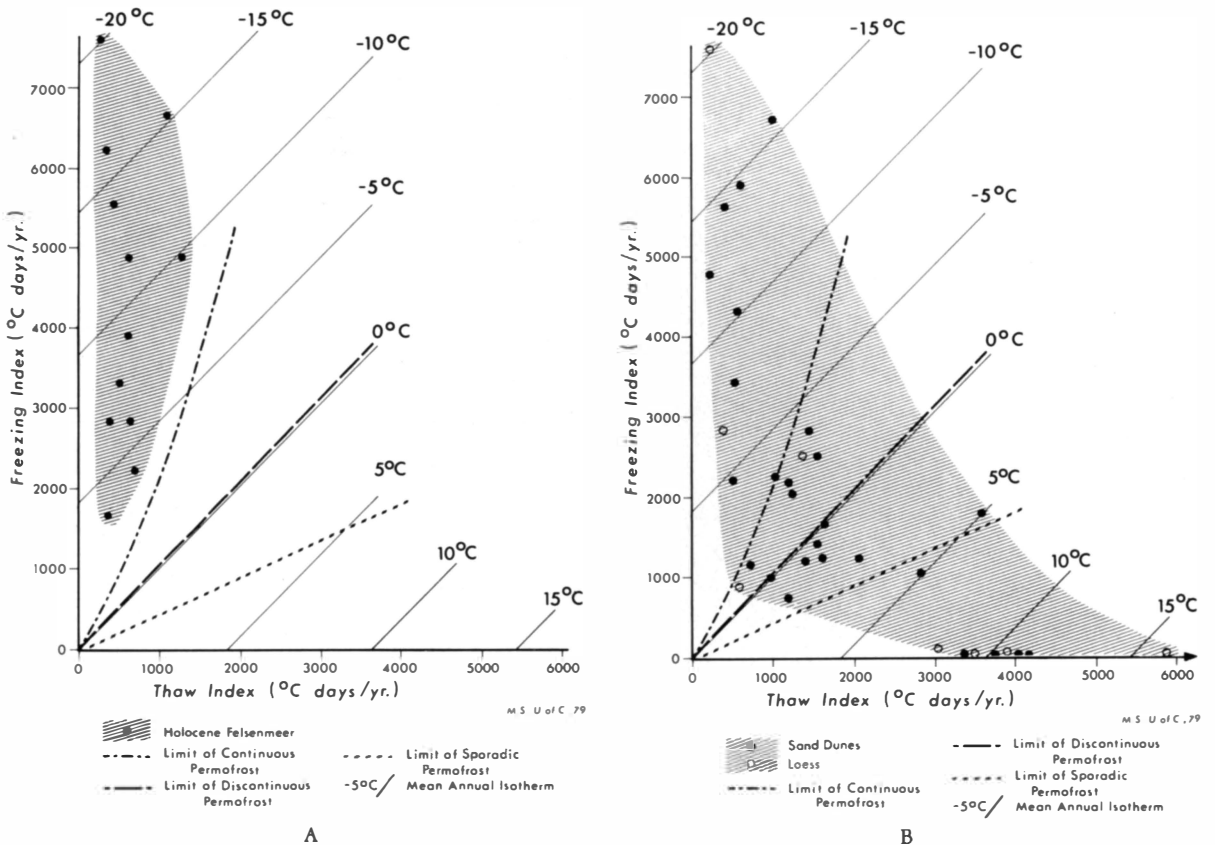 -20°C
-15°C
-10°C
-5°C
0°C
5°C
10°C
15°C
7000
6000
5000
4000
3000
2000
1000
0
0 1000 2000 3000 4000 5000 6000
Freezing Index (°C days/yr.)
Thaw Index (°C days/yr.)
M S U of C 79
Holocene Felsenmeer
Limit of Continuous
Permafrost
Limit of Discontinuous
Permafrost
Limit of Sporadic
Permafrost
-5°C/ Mean Annual Isotherm
A
-20°C
-15°C
-10°C
-5°C
0°C
5°C
10°C
15°C
7000
6000
5000
4000
3000
2000
1000
0
0 1000 2000 3000 4000 5000 6000
Freezing Index (°C days/yr.)
Thaw Index (°C days/yr.)
M S U of C, 79
Sand Dunes
Loess
Limit of Continuous
Permafrost
Limit of Discontinuous
Permafrost
Limit of Sporadic
Permafrost
-5°C/ Mean Annual Isotherm
B